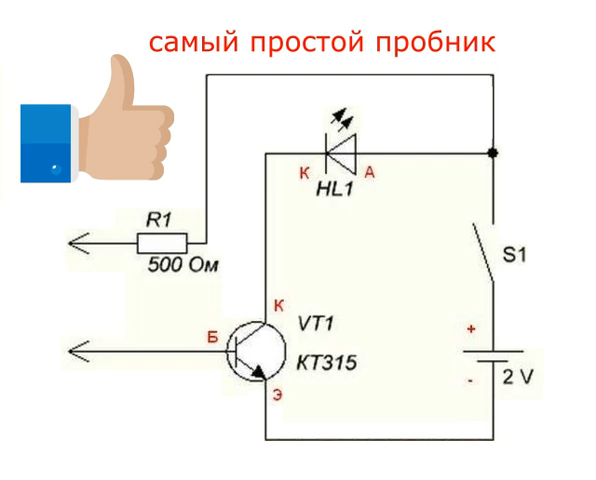 самый простой пробник
К
А
HL1
R1
500 Ом
S1
К
VT1
Б
КТ315
+
Э
-
2 V